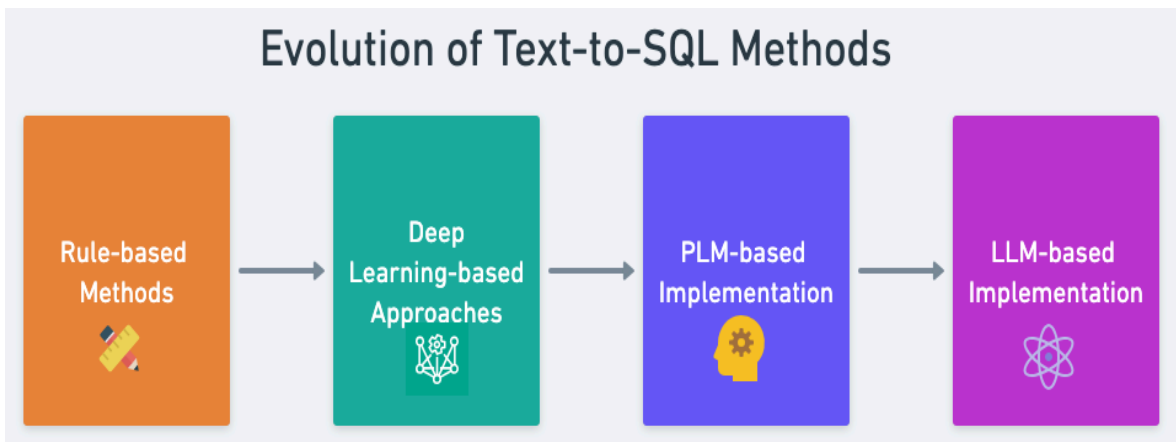 Evolution of Text-to-SQL Methods
Rule-based
Methods
Deep
Learning-based
Approaches
PLM-based
Implementation
LLM-based
Implementation